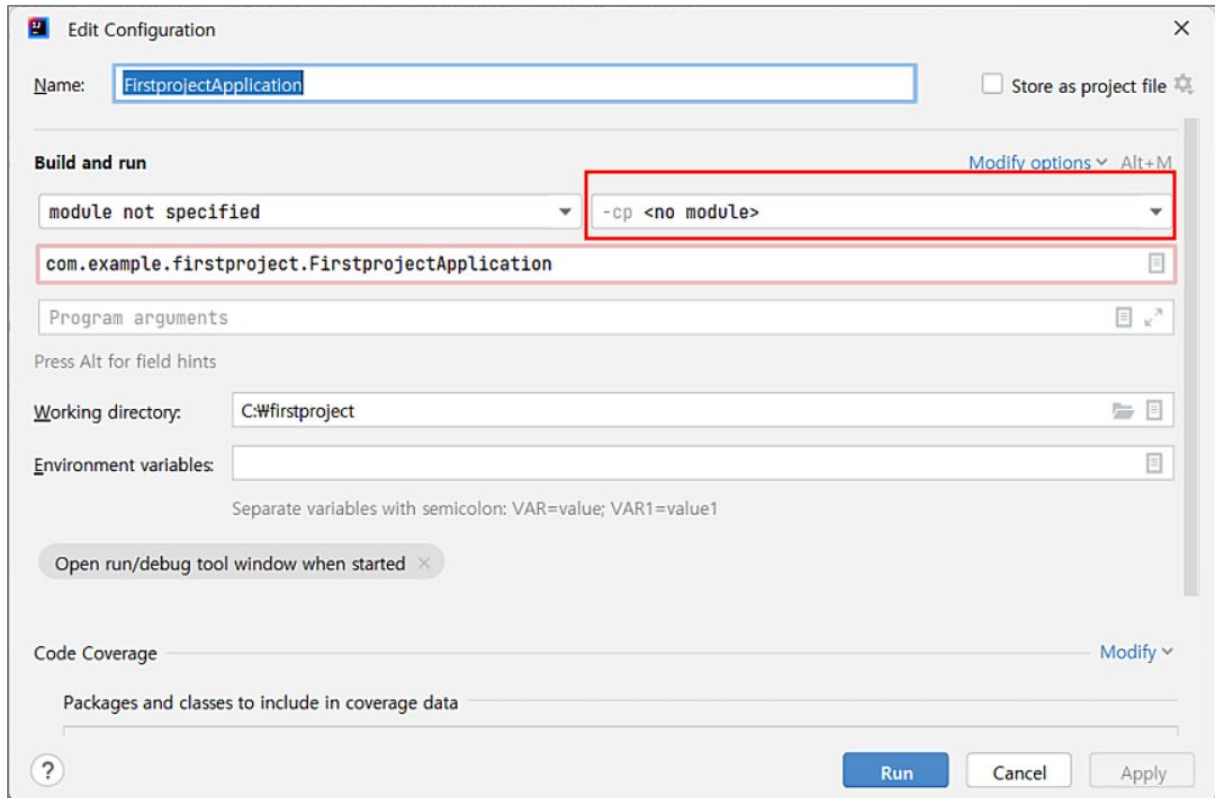 Edit Configuration
Name: FirstprojectApplication Store as project file
Build and run Modify options Alt+M
module not specified -cp <no module>
com.example.firstproject.FirstprojectApplication
Program arguments
Press Alt for field hints
Working directory: C:₩firstproject
Environment variables:
Separate variables with semicolon: VAR=value; VAR1=value1
Open run/debug tool window when started
Code Coverage Modify
Packages and classes to include in coverage data
? Run Cancel Apply